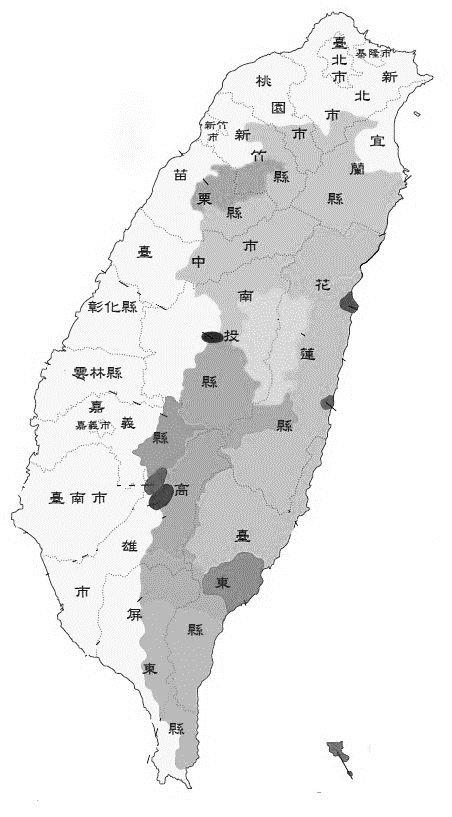 臺北市
基隆市
新北市
桃園市
新竹市
新竹縣
宜蘭縣
苗栗縣
臺中市
花蓮縣
彰化縣
南投縣
雲林縣
嘉義縣
嘉義市
臺南市
高雄市
臺東縣
屏東縣